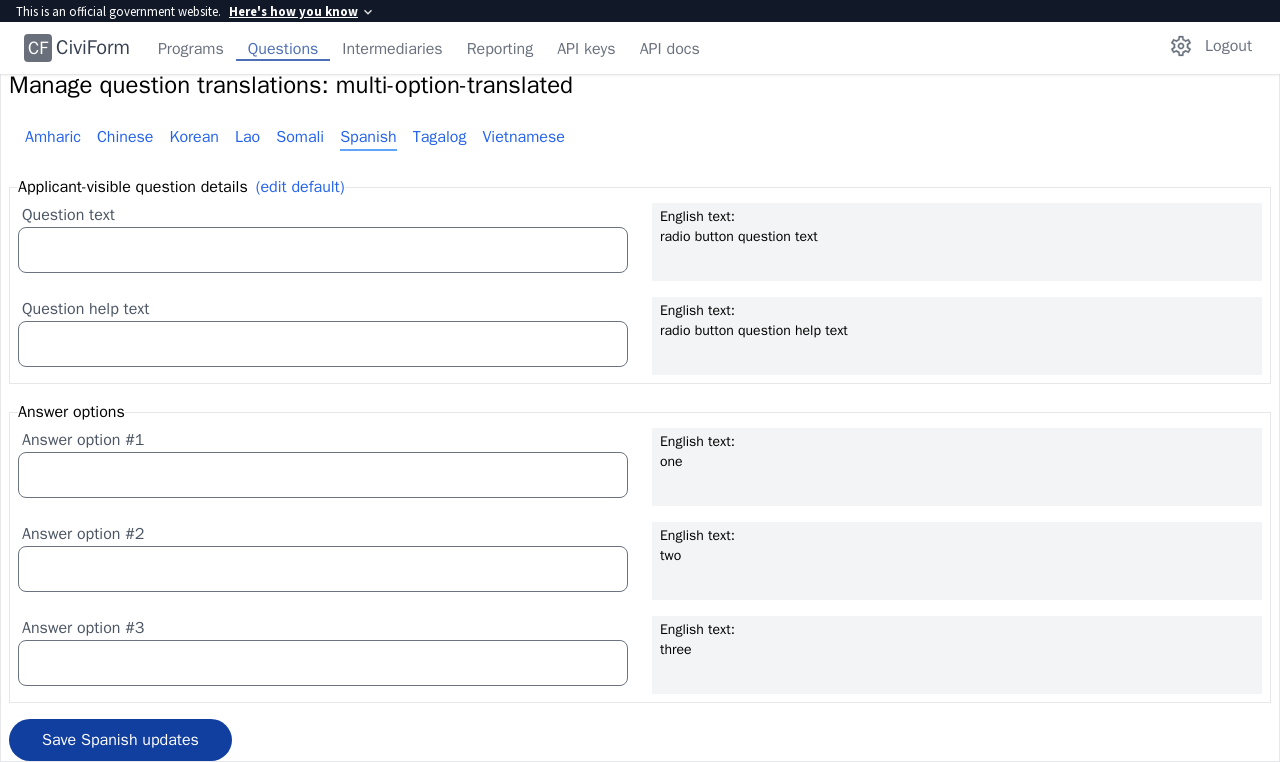 This is an official government website. Here's how you know
CF CiviForm Programs Questions Intermediaries Reporting API keys API docs Logout
Manage question translations: multi-option-translated
Amharic Chinese Korean Lao Somali Spanish Tagalog Vietnamese
Applicant-visible question details (edit default)
Question text
English text:
radio button question text
Question help text
English text:
radio button question help text
Answer options
Answer option #1
English text:
one
Answer option #2
English text:
two
Answer option #3
English text:
three
Save Spanish updates